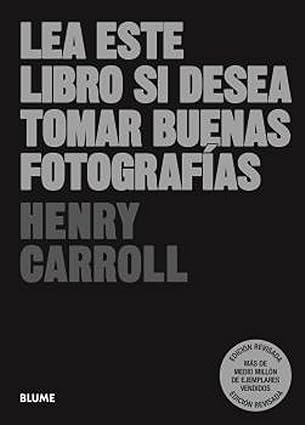 LEA ESTE
LIBRO SI DESEA
TOMAR BUENAS
FOTOGRAFÍAS
HENRY
CARROLL
EDICIÓN REVISADA
MÁS DE
MEDIO MILLÓN
DE EJEMPLARES
VENDIDOS
EDICIÓN REVISADA
BLUME